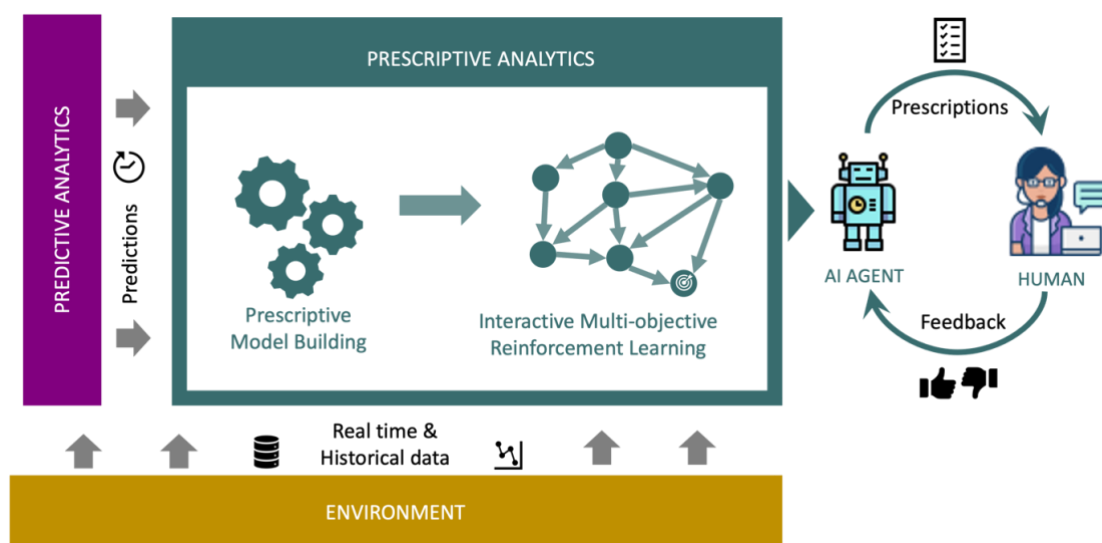 PREDICTIVE ANALYTICS
Predictions
PRESCRIPTIVE ANALYTICS
Prescriptive
Model Building
Interactive Multi-objective
Reinforcement Learning
Prescriptions
AI AGENT
HUMAN
Feedback
Real time &
Historical data
ENVIRONMENT